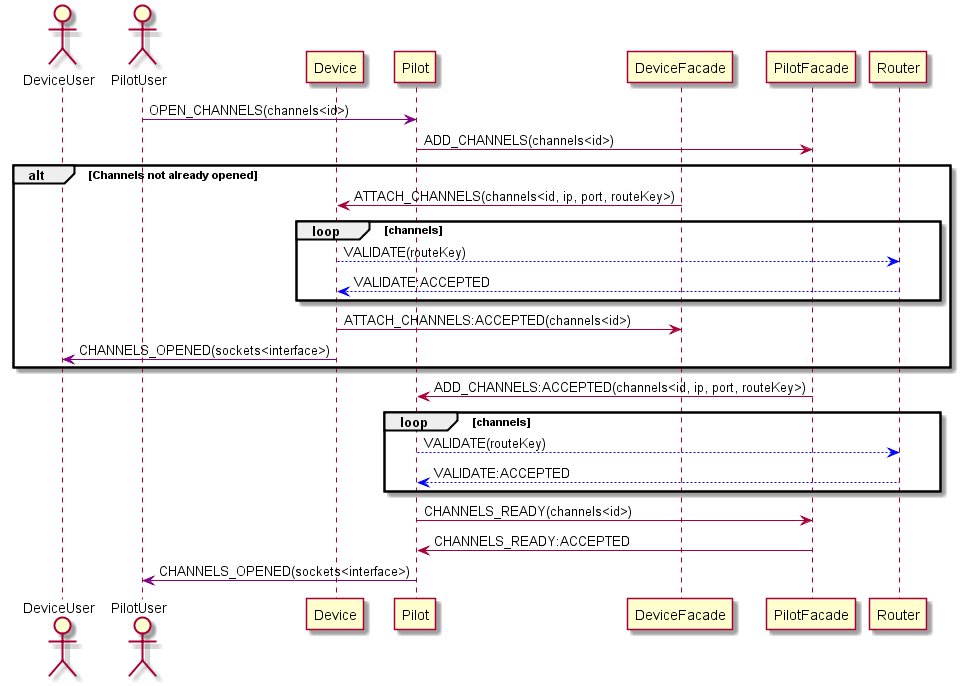 DeviceUser
PilotUser
Device
Pilot
DeviceFacade
PilotFacade
Router
OPEN_CHANNELS(channels<id>)
ADD_CHANNELS(channels<id>)
alt
[Channels not already opened]
ATTACH_CHANNELS(channels<id, ip, port, routeKey>)
loop
[channels]
VALIDATE(routeKey)
VALIDATE:ACCEPTED
ATTACH_CHANNELS:ACCEPTED(channels<id>)
CHANNELS_OPENED(sockets<interface>)
ADD_CHANNELS:ACCEPTED(channels<id, ip, port, routeKey>)
loop
[channels]
VALIDATE(routeKey)
VALIDATE:ACCEPTED
CHANNELS_READY(channels<id>)
CHANNELS_READY:ACCEPTED
CHANNELS_OPENED(sockets<interface>)
DeviceUser
PilotUser
Device
Pilot
DeviceFacade
PilotFacade
Router